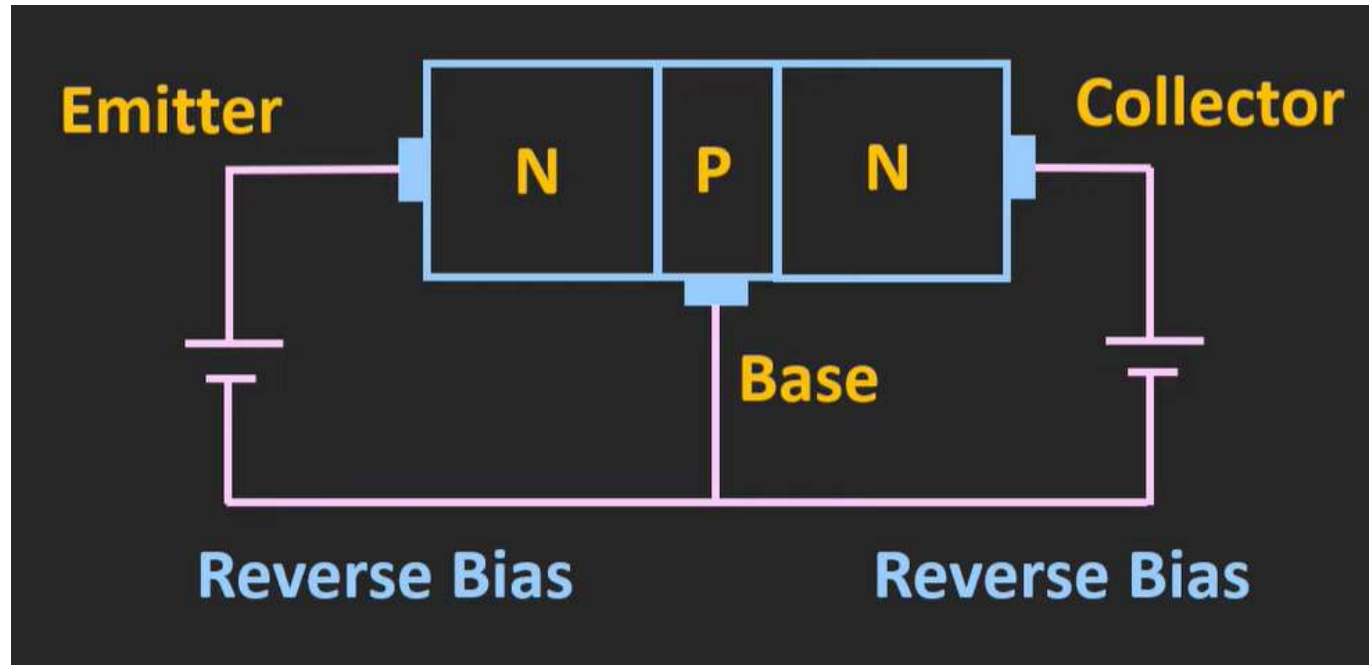 Emitter
Collector
N
P
N
Base
Reverse Bias
Reverse Bias